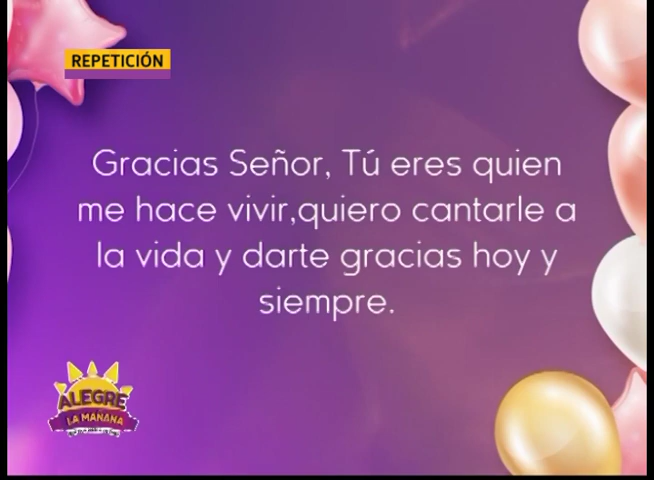 REPETICIÓN
Gracias Señor, Tú eres quien
me hace vivir,quiero cantarle a
la vida y darte gracias hoy y
siempre.
ALEGRE
LA MAÑANA